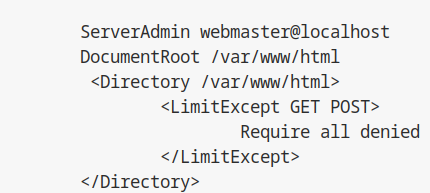 ServerAdmin webmaster@localhost
DocumentRoot /var/www/html
<Directory /var/www/html>
<LimitExcept GET POST>
Require all denied
</LimitExcept>
</Directory>